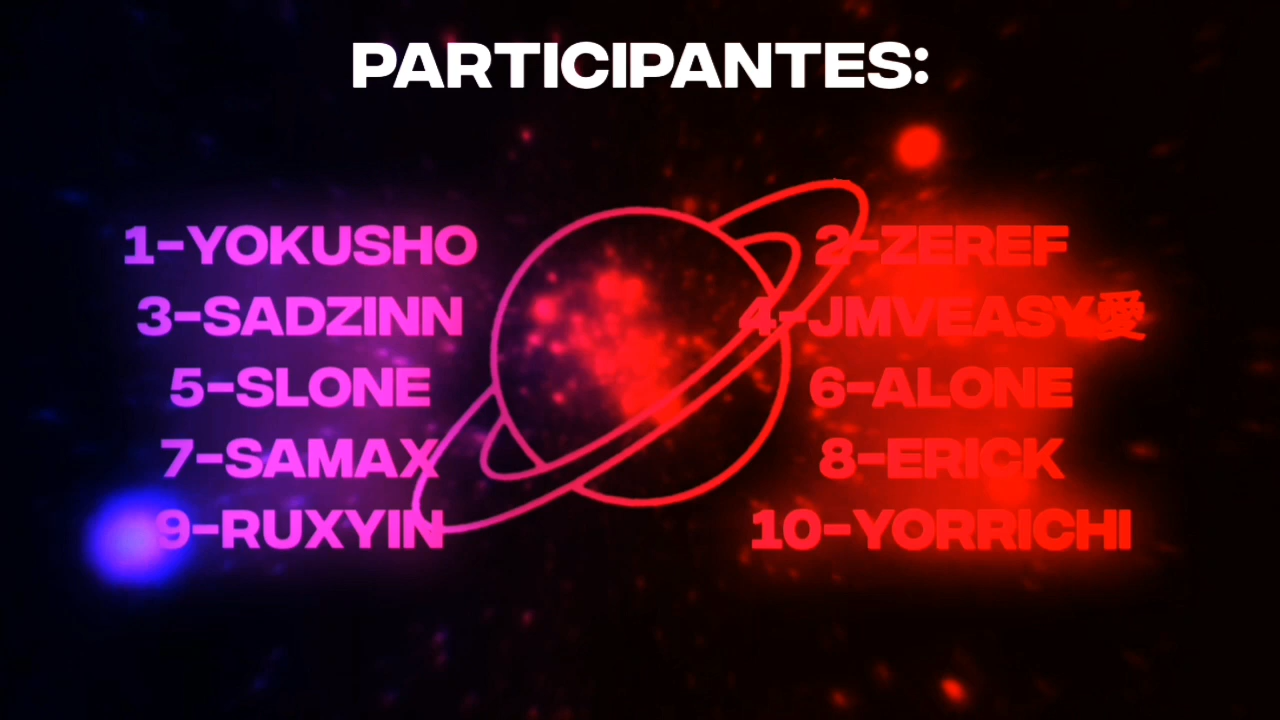 PARTICIPANTES:
1-YOKUSHO
2-ZEREF
3-SADZINN
4-JMVEASY愛
5-SLONE
6-ALONE
7-SAMAX
8-ERICK
9-RUXYIN
10-YORRICHI